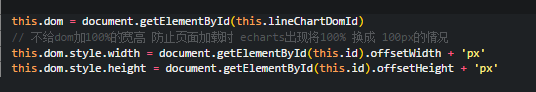 this.dom = document.getElementById(this.lineChartDomId)
// 不给dom加100%的宽高 防止页面加载时 echarts出现将100% 换成 100px的情况
this.dom.style.width = document.getElementById(this.id).offsetWidth + 'px'
this.dom.style.height = document.getElementById(this.id).offsetHeight + 'px'